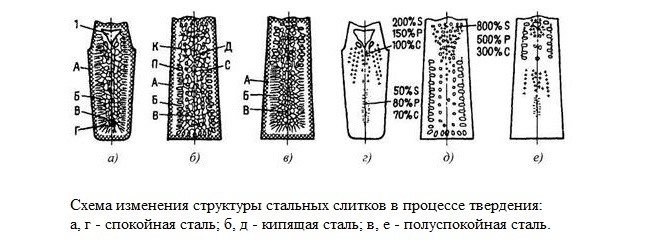 1
А
Б
В
Г
а)
К
П
А
Б
В
Д
С
б)
А
Б
В
в)
200% S
150% P
100% C
50% S
80% P
70% C
г)
800% S
500% P
300% C
д)
е)
Схема изменения структуры стальных слитков в процессе твердения:
а, г - спокойная сталь; б, д - кипящая сталь; в, е - полуспокойная сталь.